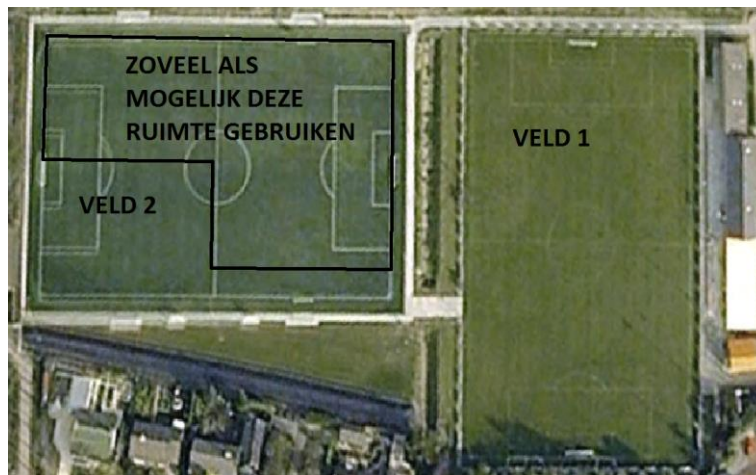 ZOVEEL ALS
MOGELIJK DEZE
RUIMTE GEBRUIKEN
VELD 1
VELD 2